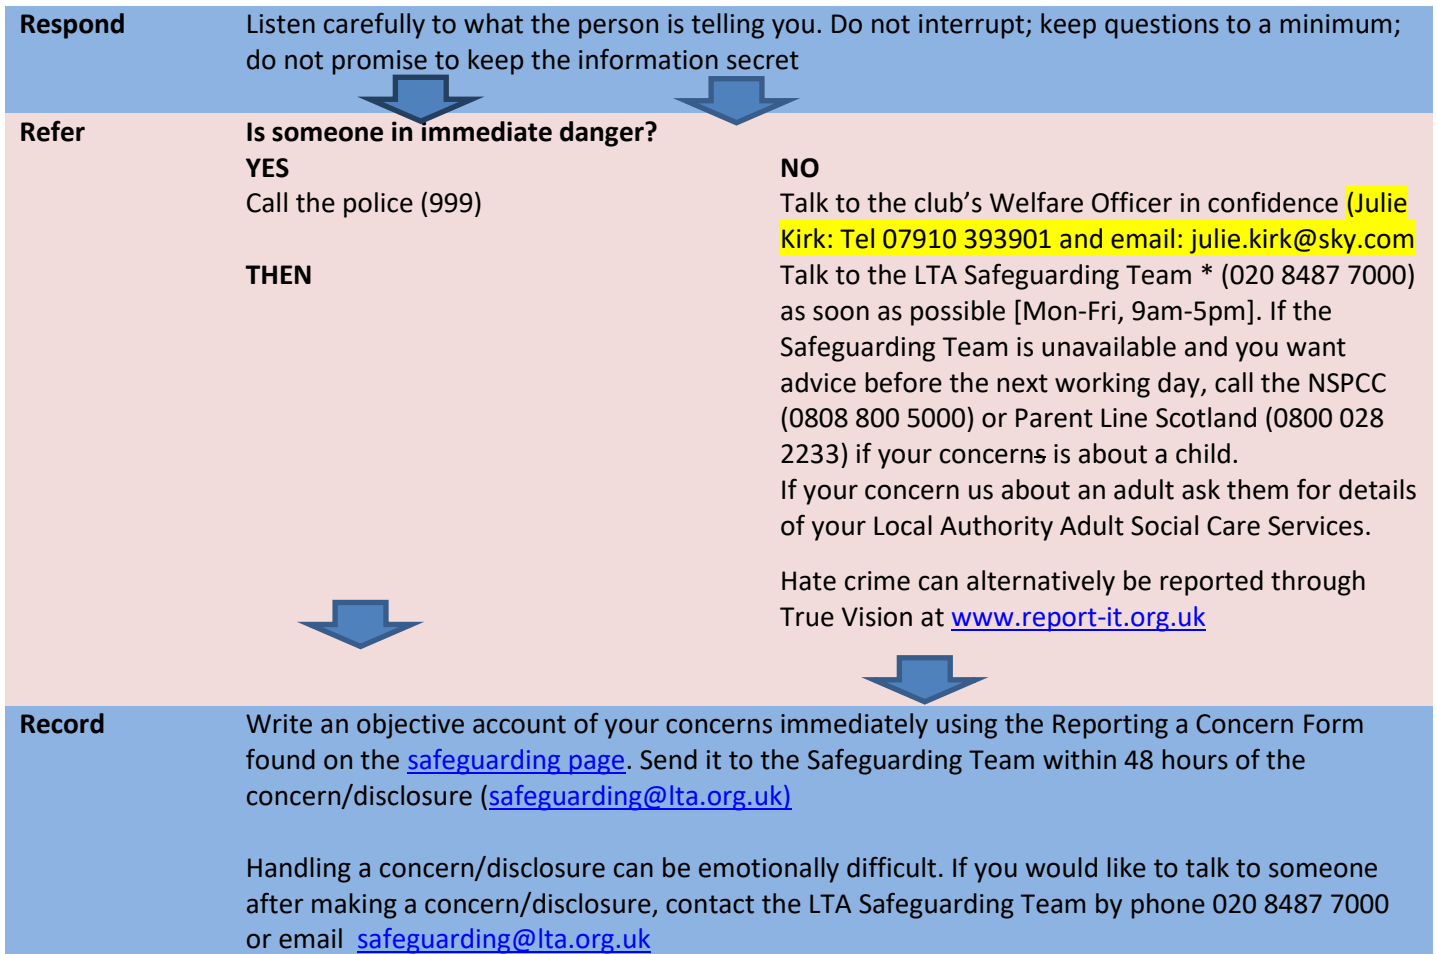 Respond
Listen carefully to what the person is telling you. Do not interrupt; keep questions to a minimum;
do not promise to keep the information secret
Refer
Is someone in immediate danger?
YES
Call the police (999)
THEN
NO
Talk to the club’s Welfare Officer in confidence (Julie
Kirk: Tel 07910 393901 and email: julie.kirk@sky.com
Talk to the LTA Safeguarding Team * (020 8487 7000)
as soon as possible [Mon-Fri, 9am-5pm]. If the
Safeguarding Team is unavailable and you want
advice before the next working day, call the NSPCC
(0808 800 5000) or Parent Line Scotland (0800 028
2233) if your concerns is about a child.
If your concern us about an adult ask them for details
of your Local Authority Adult Social Care Services.
Hate crime can alternatively be reported through
True Vision at www.report-it.org.uk
Record
Write an objective account of your concerns immediately using the Reporting a Concern Form
found on the safeguarding page. Send it to the Safeguarding Team within 48 hours of the
concern/disclosure (safeguarding@lta.org.uk)
Handling a concern/disclosure can be emotionally difficult. If you would like to talk to someone
after making a concern/disclosure, contact the LTA Safeguarding Team by phone 020 8487 7000
or email safeguarding@lta.org.uk